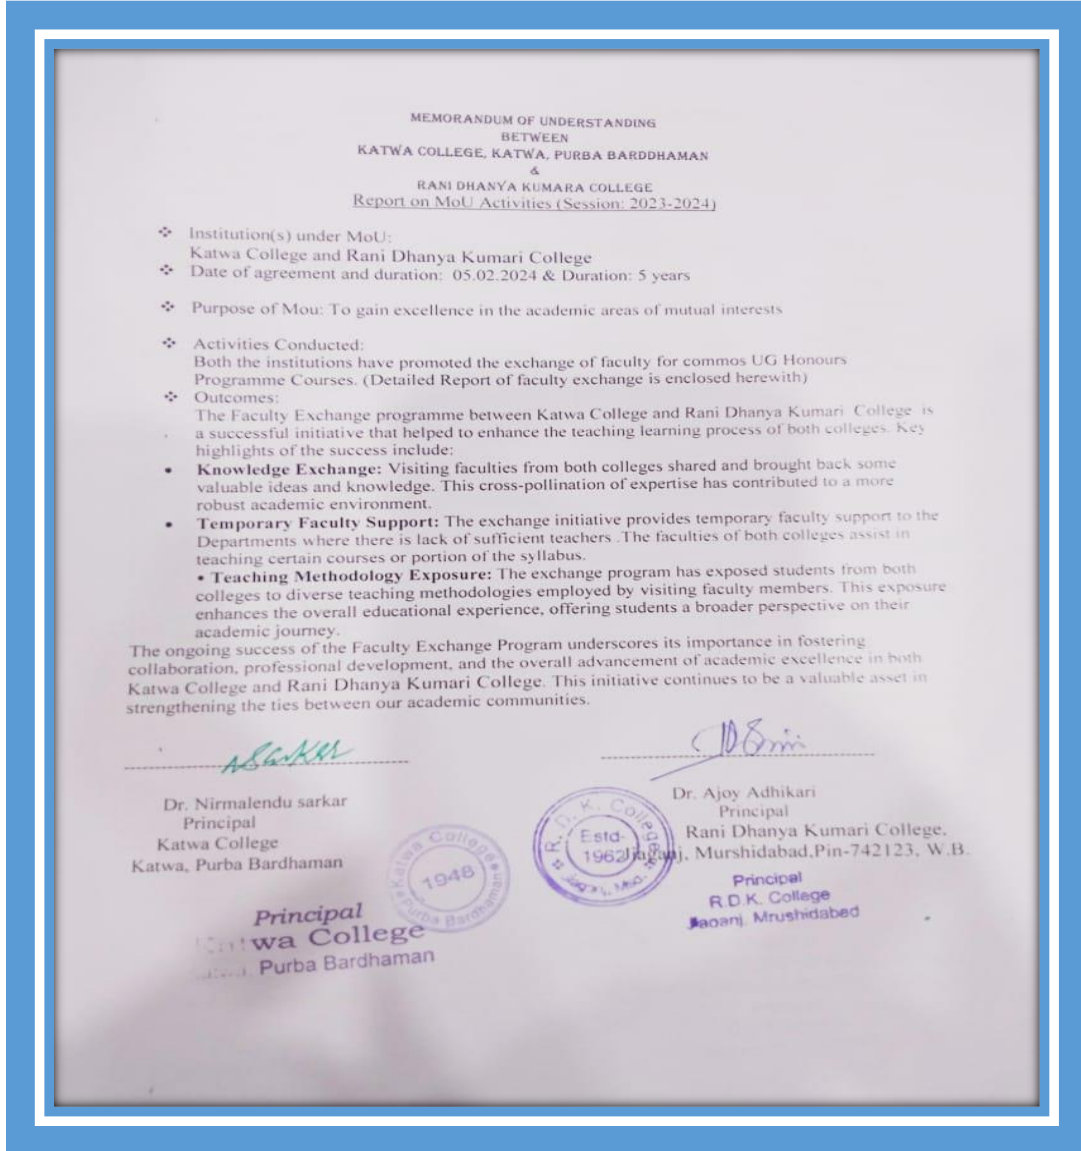 MEMORANDUM OF UNDERSTANDING
BETWEEN
KATWA COLLEGE, KATWA, PURBA BARDDHAMAN
&
RANI DHANYA KUMARA COLLEGE
Report on MoU Activities (Session: 2023-2024)
❖ Institution(s) under MoU:
Katwa College and Rani Dhanya Kumari College
❖ Date of agreement and duration: 05.02.2024 & Duration: 5 years
❖ Purpose of Mou: To gain excellence in the academic areas of mutual interests
❖ Activities Conducted:
Both the institutions have promoted the exchange of faculty for commos UG Honours
Programme Courses. (Detailed Report of faculty exchange is enclosed herewith)
❖ Outcomes:
The Faculty Exchange programme between Katwa College and Rani Dhanya Kumari College is
a successful initiative that helped to enhance the teaching learning process of both colleges. Key
highlights of the success include:
• Knowledge Exchange: Visiting faculties from both colleges shared and brought back some
valuable ideas and knowledge. This cross-pollination of expertise has contributed to a more
robust academic environment.
• Temporary Faculty Support: The exchange initiative provides temporary faculty support to the
Departments where there is lack of sufficient teachers .The faculties of both colleges assist in
teaching certain courses or portion of the syllabus.
• Teaching Methodology Exposure: The exchange program has exposed students from both
colleges to diverse teaching methodologies employed by visiting faculty members. This exposure
enhances the overall educational experience, offering students a broader perspective on their
academic journey.
The ongoing success of the Faculty Exchange Program underscores its importance in fostering
collaboration, professional development, and the overall advancement of academic excellence in both
Katwa College and Rani Dhanya Kumari College. This initiative continues to be a valuable asset in
strengthening the ties between our academic communities.
NSarkar
Dr. Nirmalendu sarkar
Principal
Katwa College
Katwa, Purba Bardhaman
Katwa College
1948
Purba Bardhaman
Principal
Katwa College
Purba Bardhaman
Dr. Ajoy Adhikari
Principal
Rani Dhanya Kumari College,
Jiaganj, Murshidabad,Pin-742123, W.B.
R. D. K. College
Estd-
1962
Jiaganj, Msd.
Principal
R.D.K. College
Jiaoanj, Mrushidabed